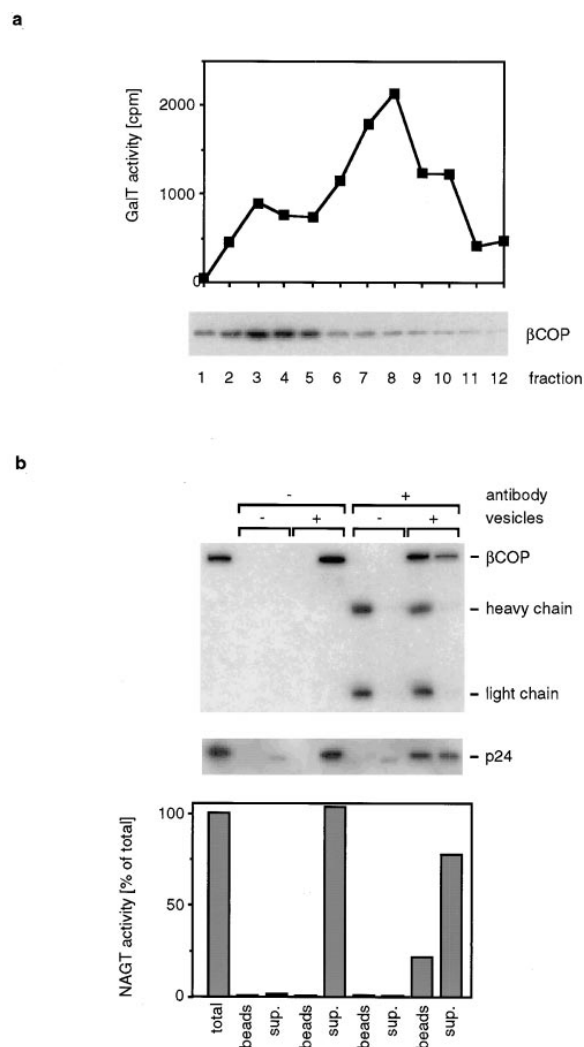 a
GalT activity [cpm]
2000
1000
0
βCOP
1 2 3 4 5 6 7 8 9 10 11 12 fraction
b
- + antibody
- + - + vesicles
βCOP
heavy chain
light chain
p24
NAGT activity [% of total]
100
50
0
total beads sup. beads sup. beads sup. beads sup.